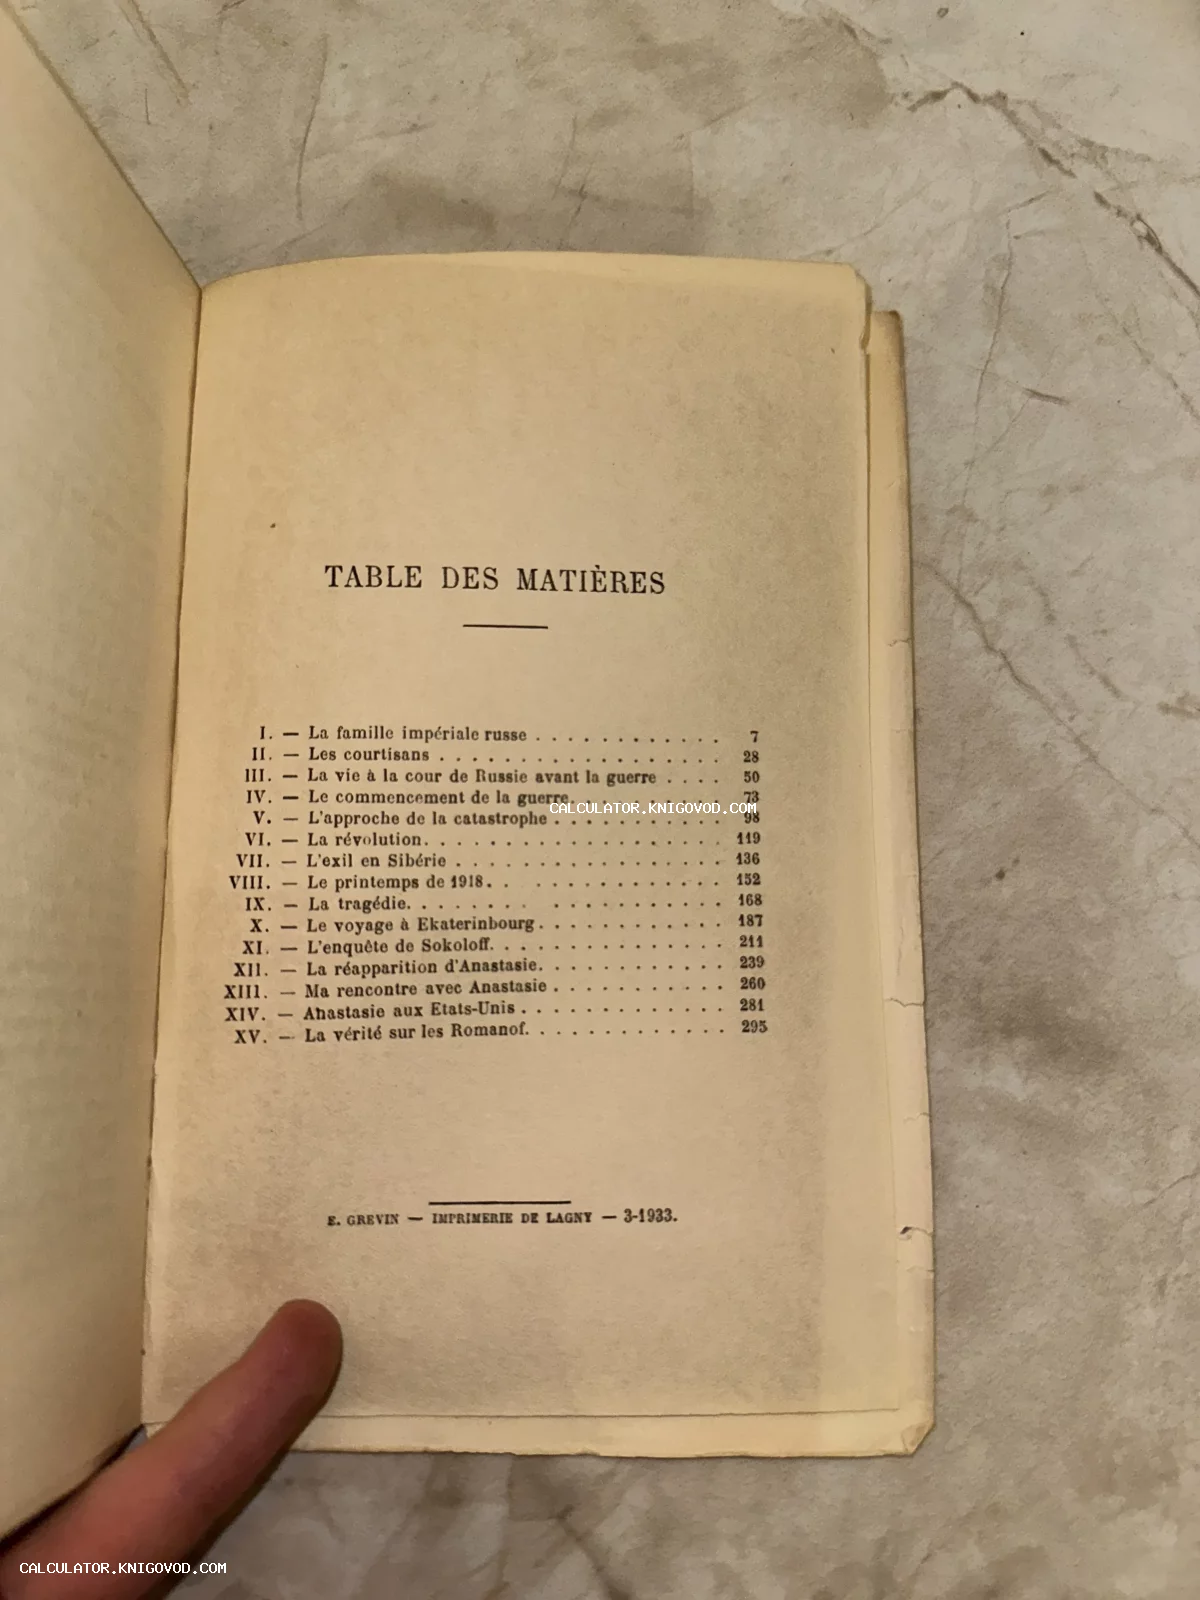 TABLE DES MATIÈRES
I. — La famille impériale russe . . . . . . . . . . . . 7
II. — Les courtisans . . . . . . . . . . . . . . . . . 28
III. — La vie à la cour de Russie avant la guerre . . . . 50
IV. — Le commencement de la guerre. . . . . . . . . . 73
CALCULATOR.KNIGOVOD.COM
V. — L'approche de la catastrophe . . . . . . . . . . 98
VI. — La révolution. . . . . . . . . . . . . . . . . . 119
VII. — L'exil en Sibérie . . . . . . . . . . . . . . . . 136
VIII. — Le printemps de 1918. . . . . . . . . . . . . . 152
IX. — La tragédie. . . . . . . . . . . . . . . . . . . 168
X. — Le voyage à Ekaterinbourg . . . . . . . . . . . . 187
XI. — L'enquête de Sokoloff. . . . . . . . . . . . . . 211
XII. — La réapparition d'Anastasie. . . . . . . . . . . 239
XIII. — Ma rencontre avec Anastasie . . . . . . . . . . 260
XIV. — Anastasie aux Etats-Unis . . . . . . . . . . . . 281
XV. — La vérité sur les Romanof. . . . . . . . . . . . 295
E. GREVIN — IMPRIMERIE DE LAGNY — 3-1933.
CALCULATOR.KNIGOVOD.COM